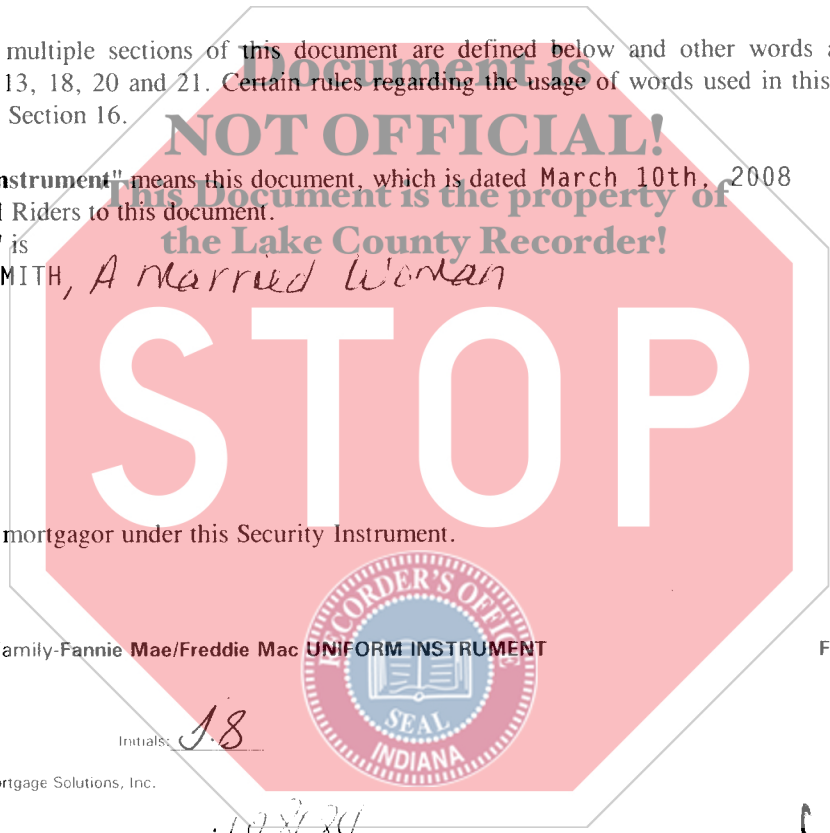 multiple sections of this document are defined below and other words
13, 18, 20 and 21. Certain rules regarding the usage of words used in this
Section 16.
Document is
NOT OFFICIAL!
This Document is the property of
the Lake County Recorder!
nstrument" means this document, which is dated March 10th, 2008
Riders to this document.
" is
MITH, A Married Woman
STOP
mortgagor under this Security Instrument.
RECORDER'S OFFICE
SEAL
INDIANA
amily-Fannie Mae/Freddie Mac UNIFORM INSTRUMENT
F
Initials: J.S
rtgage Solutions, Inc.